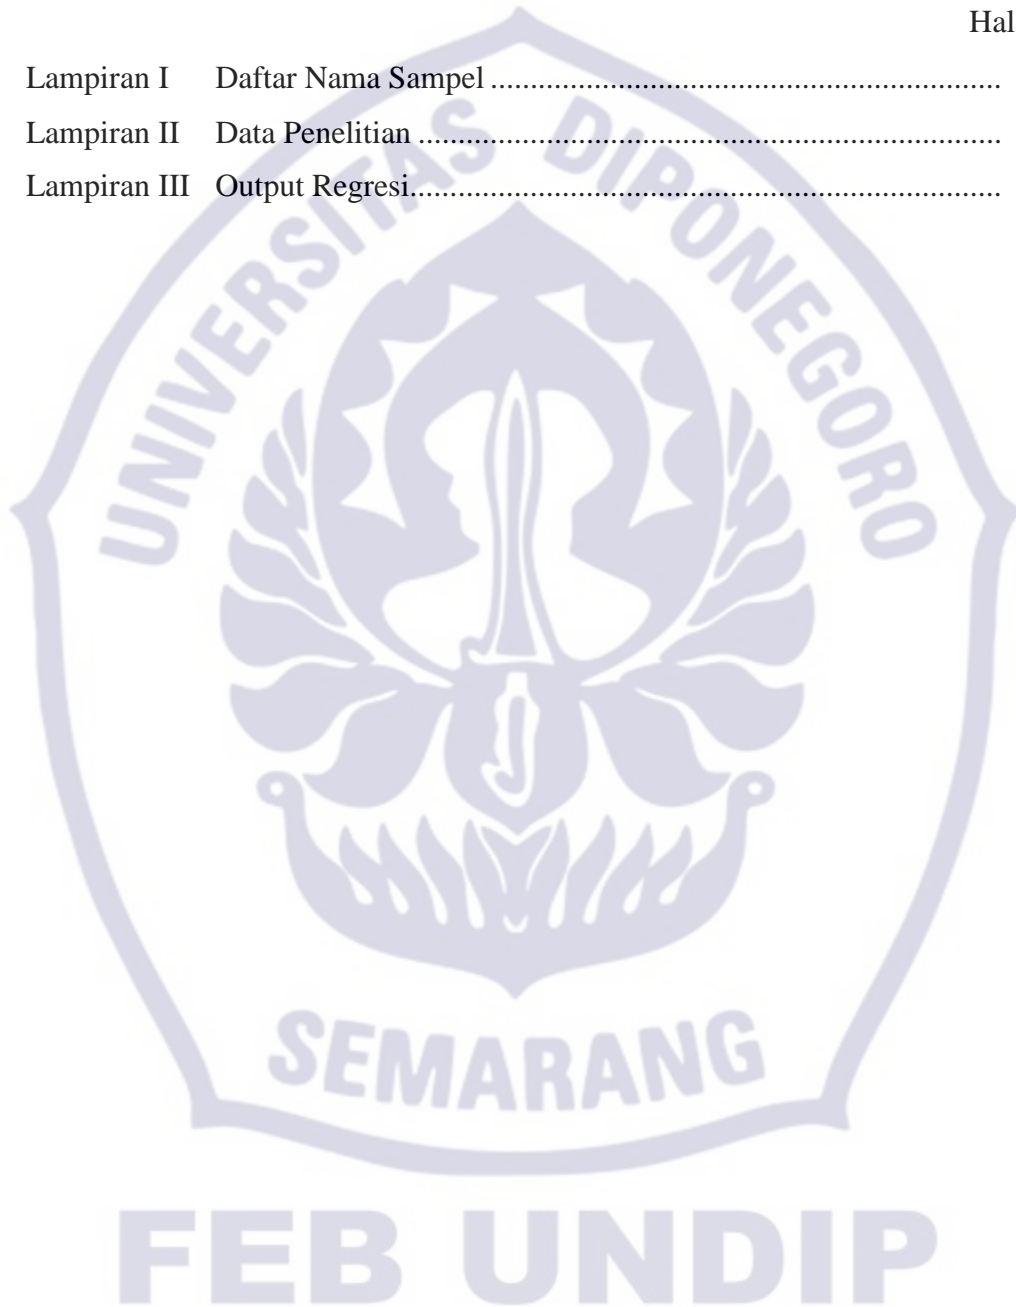 Hal
Lampiran I Daftar Nama Sampel ................................................................
Lampiran II Data Penelitian .........................................................................
Lampiran III Output Regresi..........................................................................
UNIVERSITAS DIPONEGORO
SEMARANG
FEB UNDIP